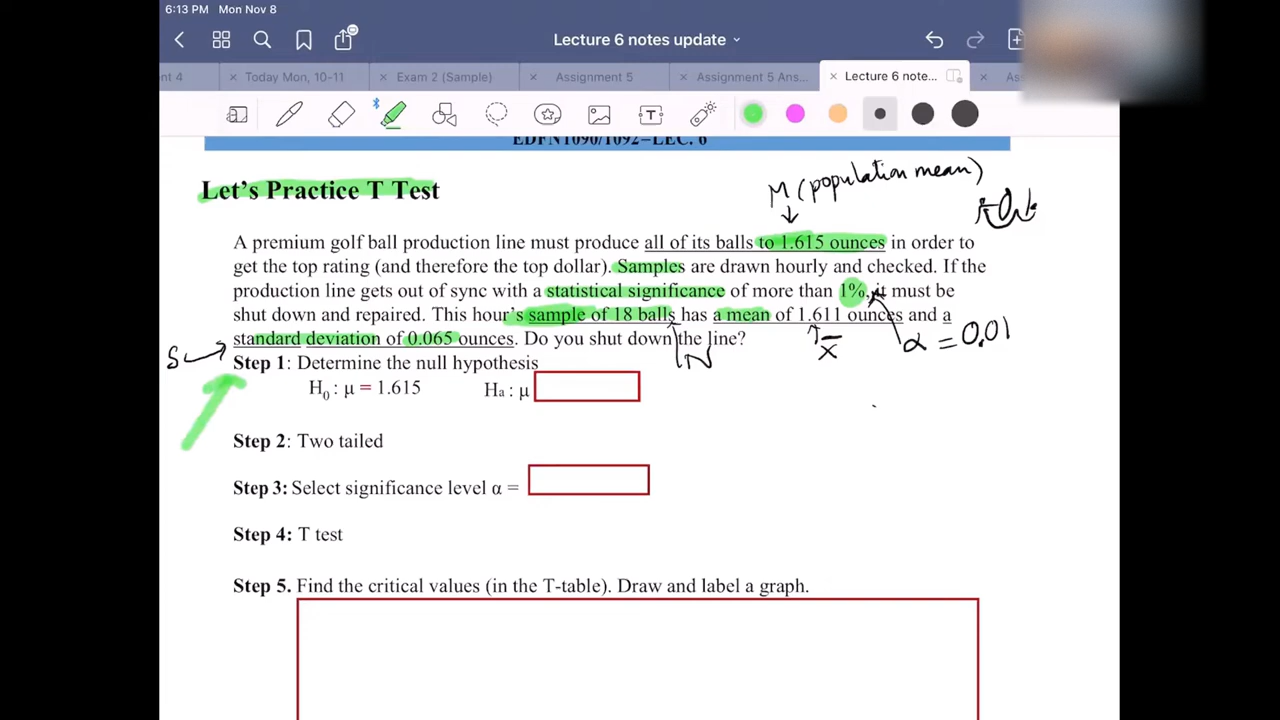 6:13 PM Mon Nov 8
Lecture 6 notes update
nt 4
Today Mon, 10-11
Exam 2 (Sample)
Assignment 5
Assignment 5 Ans...
Lecture 6 note...
As
EDFN1090/1092–LEC. 6
Let's Practice T Test
M (population mean)
A premium golf ball production line must produce all of its balls to 1.615 ounces in order to
get the top rating (and therefore the top dollar). Samples are drawn hourly and checked. If the
production line gets out of sync with a statistical significance of more than 1%, it must be
shut down and repaired. This hour's sample of 18 balls has a mean of 1.611 ounces and a
standard deviation of 0.065 ounces. Do you shut down the line?
S
N
x̄
α = 0.01
Step 1: Determine the null hypothesis
H₀ : μ = 1.615 Hₐ : μ
Step 2: Two tailed
Step 3: Select significance level α =
Step 4: T test
Step 5. Find the critical values (in the T-table). Draw and label a graph.